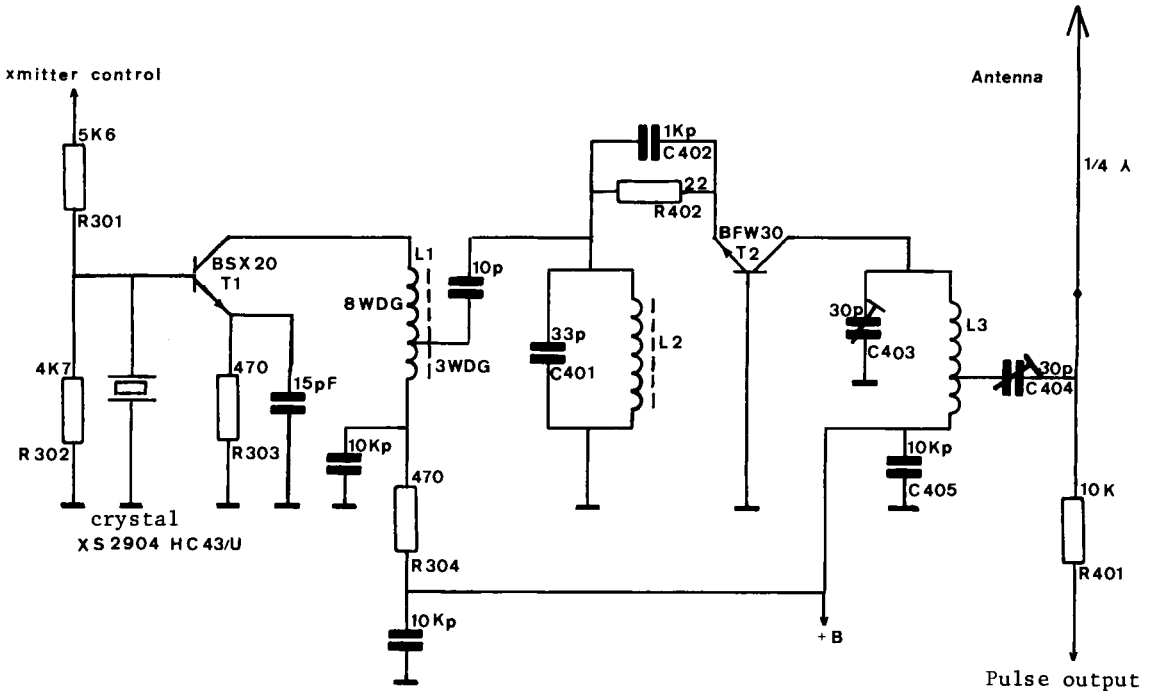 xmitter control
Antenna
5K6
R301
1Kp
C402
22
R402
1/4 λ
BSX20
T1
L1
8WDG
3WDG
10p
BFW30
T2
33p
C401
L2
30p
C403
L3
30p
C404
4K7
R302
470
R303
15pF
10Kp
470
R304
10Kp
C405
10K
R401
crystal
XS2904 HC43/U
10Kp
+B
Pulse output